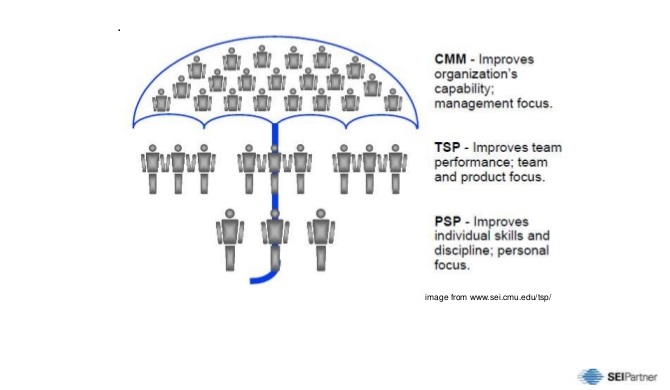 .
CMM - Improves
organization's
capability;
management focus.
TSP - Improves team
performance; team
and product focus.
PSP - Improves
individual skills and
discipline; personal
focus.
image from www.sei.cmu.edu/tsp/
SEIPartner